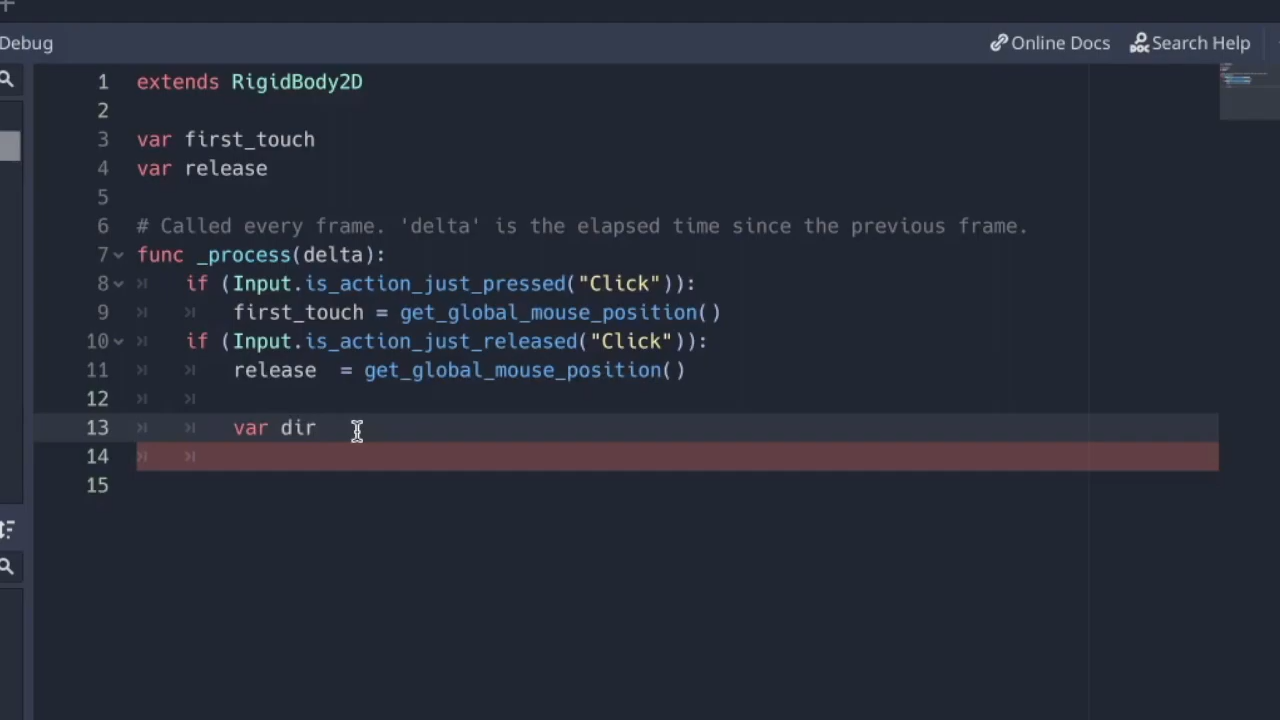 Debug
Online Docs
Search Help
1 extends RigidBody2D
2
3 var first_touch
4 var release
5
6 # Called every frame. 'delta' is the elapsed time since the previous frame.
7 func _process(delta):
8 if (Input.is_action_just_pressed("Click")):
9 first_touch = get_global_mouse_position()
10 if (Input.is_action_just_released("Click")):
11 release  = get_global_mouse_position()
12
13 var dir
14
15